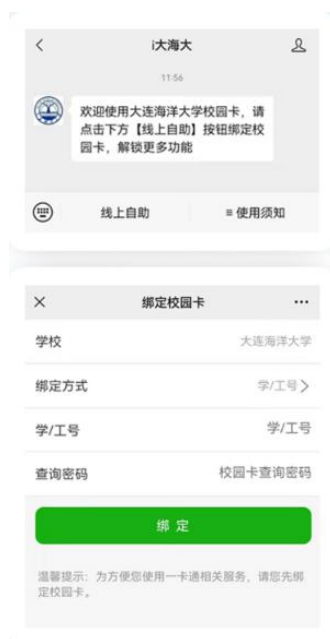 i大海大
11:56
欢迎使用大连海洋大学校园卡，请
点击下方【线上自助】按钮绑定校
园卡，解锁更多功能
线上自助
≡ 使用须知
绑定校园卡
学校 大连海洋大学
绑定方式 学/工号 >
学/工号 学/工号
查询密码 校园卡查询密码
绑 定
温馨提示：为方便您使用一卡通相关服务，请您先绑
定校园卡。